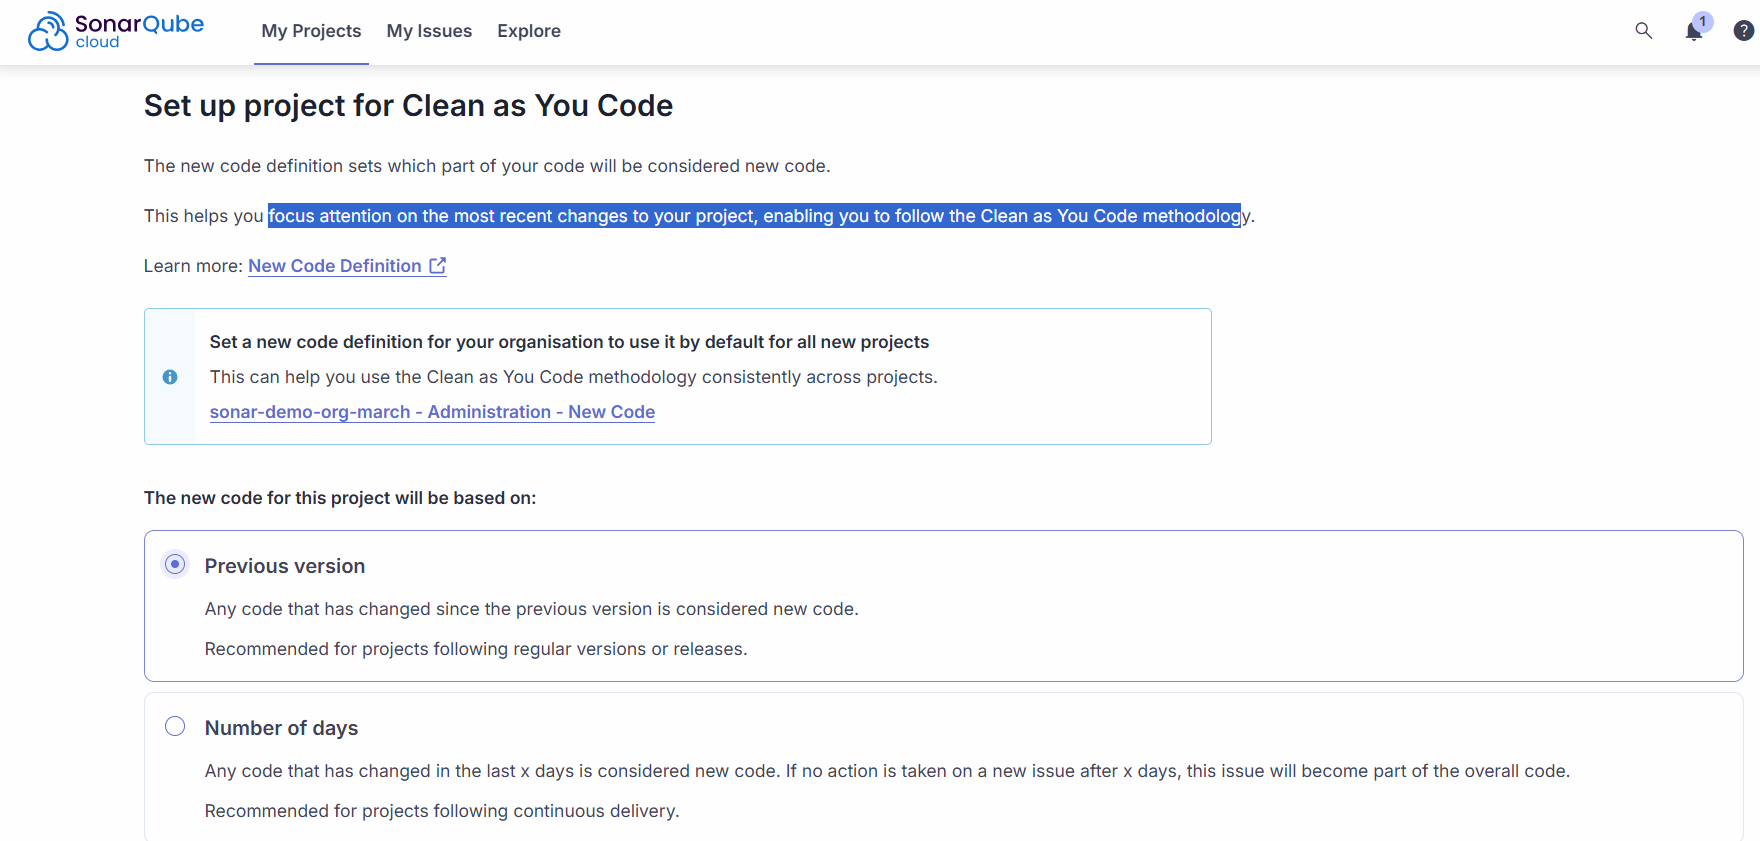 SonarQube
cloud
My Projects
My Issues
Explore
1
?
Set up project for Clean as You Code
The new code definition sets which part of your code will be considered new code.
This helps you focus attention on the most recent changes to your project, enabling you to follow the Clean as You Code methodology.
Learn more: New Code Definition
Set a new code definition for your organisation to use it by default for all new projects
This can help you use the Clean as You Code methodology consistently across projects.
sonar-demo-org-march - Administration - New Code
The new code for this project will be based on:
Previous version
Any code that has changed since the previous version is considered new code.
Recommended for projects following regular versions or releases.
Number of days
Any code that has changed in the last x days is considered new code. If no action is taken on a new issue after x days, this issue will become part of the overall code.
Recommended for projects following continuous delivery.